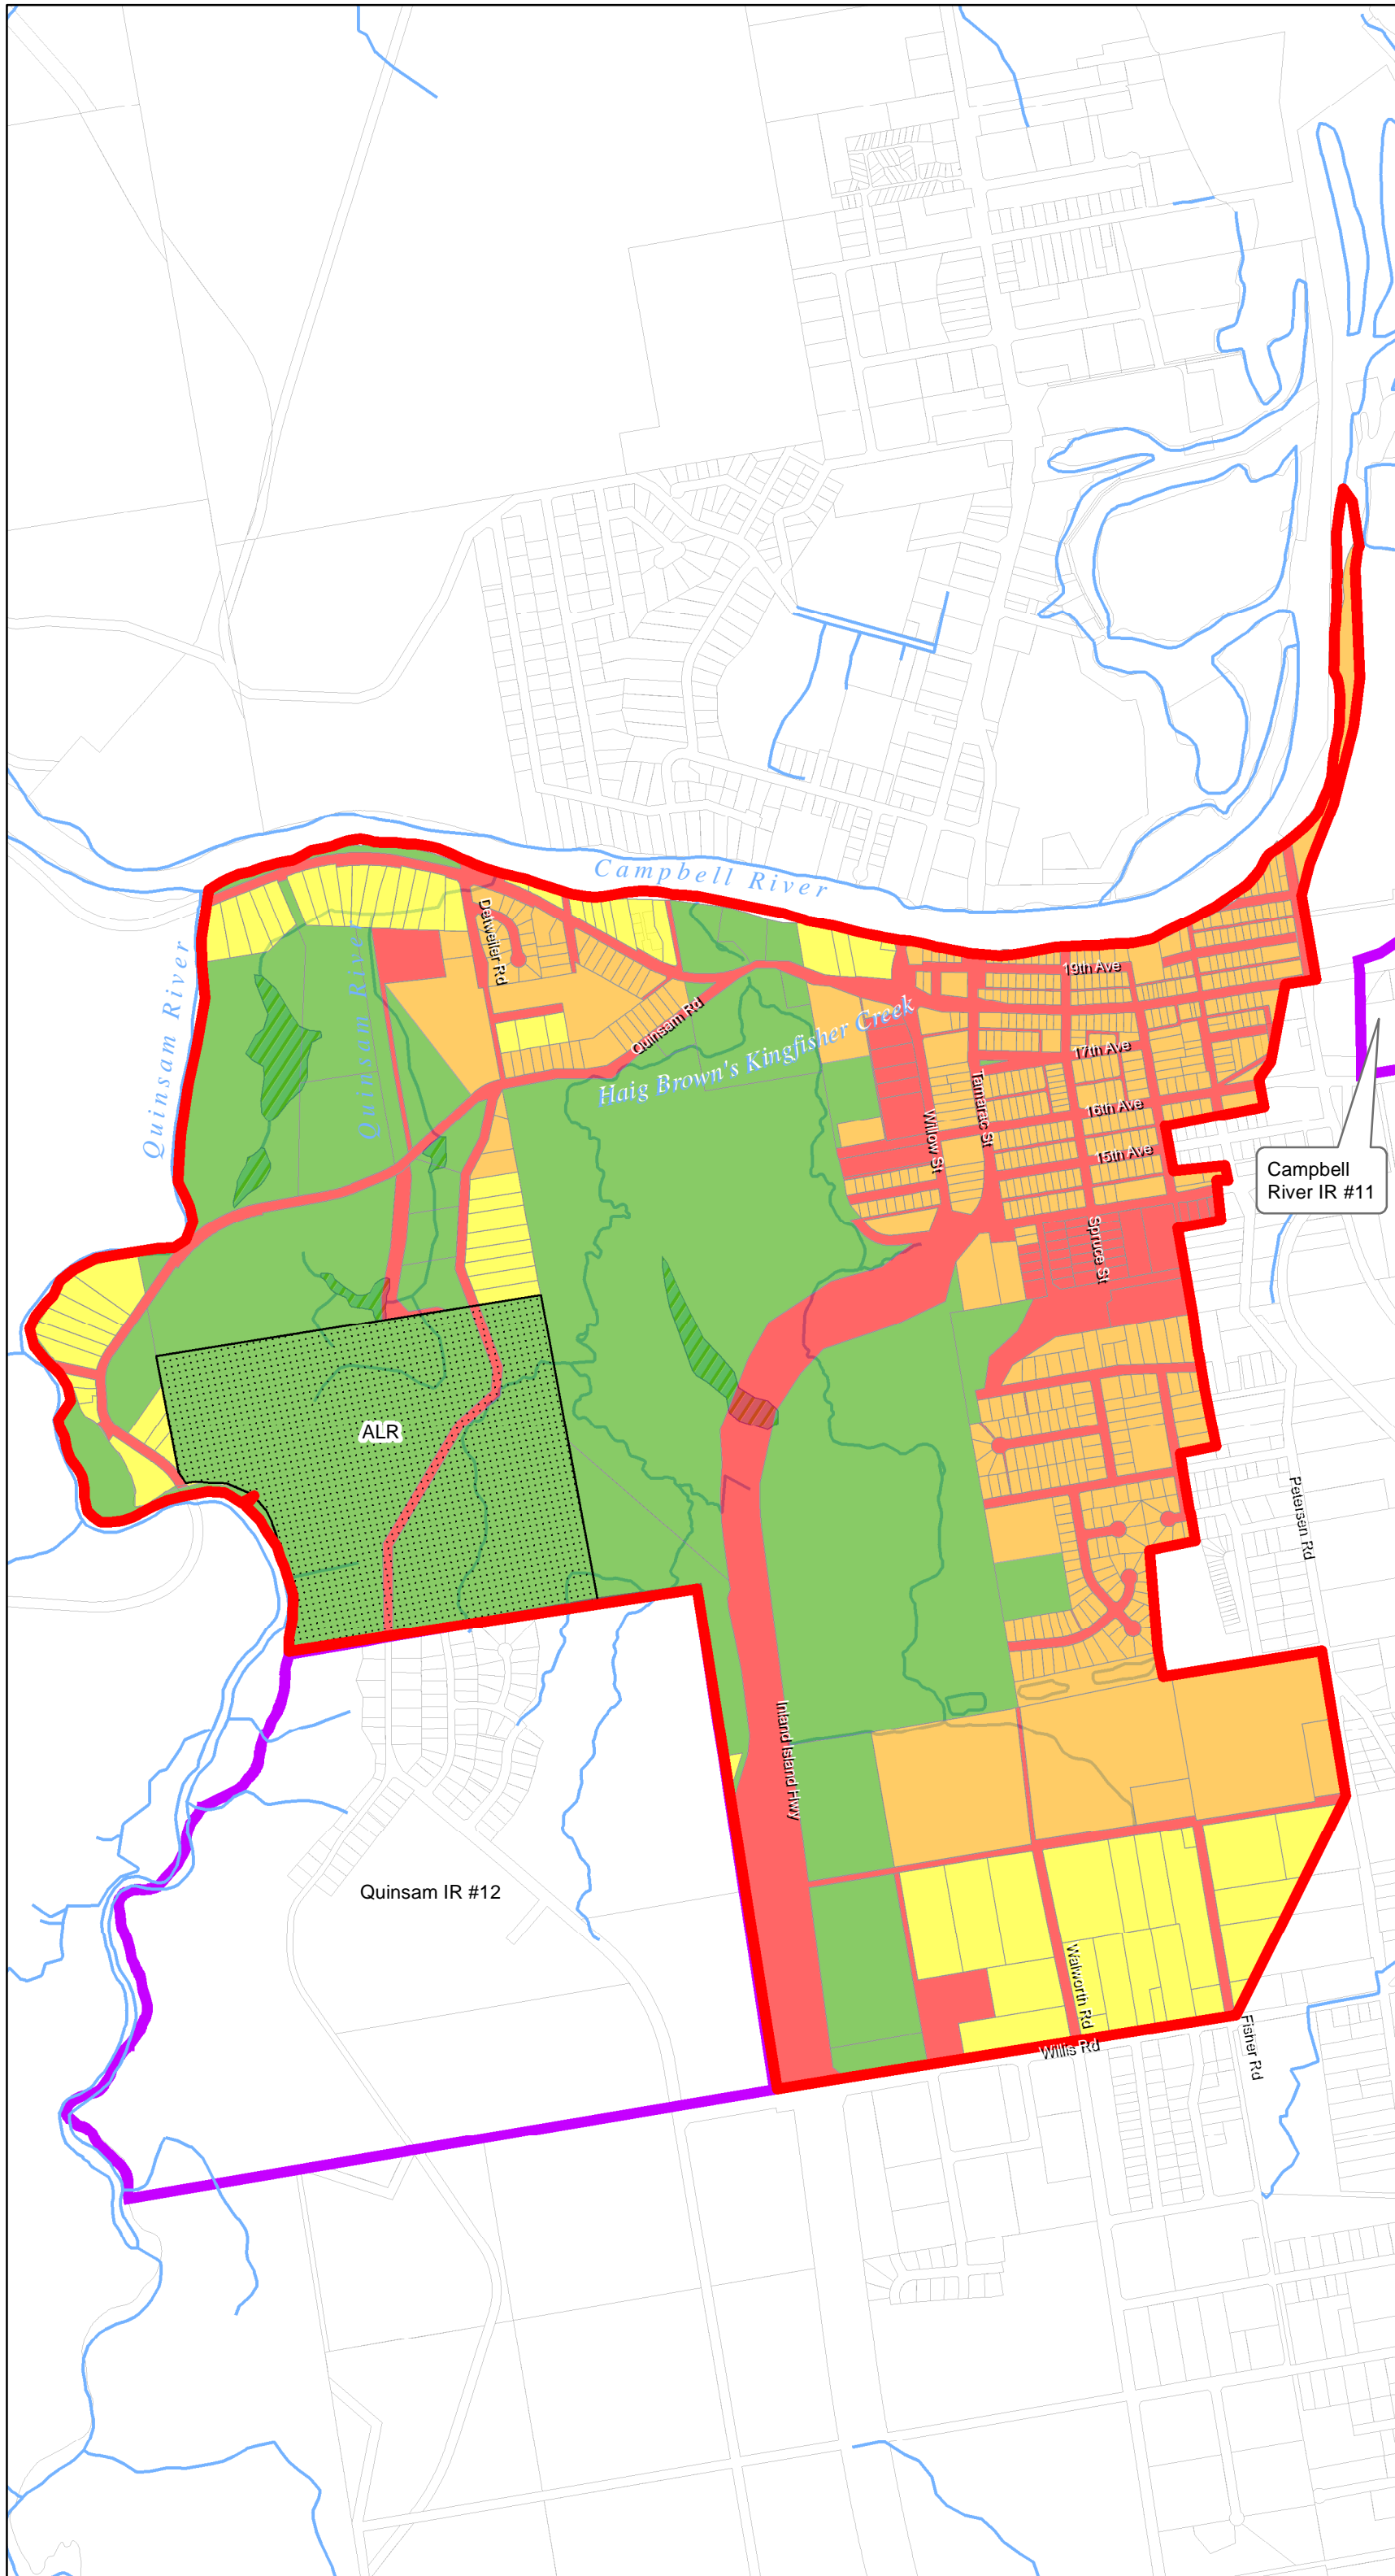 Campbell River
Quinsam River
Quinsam River
Detweiler Rd
Quinsam Rd
Haig Brown's Kingfisher Creek
19th Ave
17th Ave
16th Ave
15th Ave
Tamarac St
Willow St
Spruce St
Campbell
River IR #11
ALR
Petersen Rd
Inland Island Hwy
Quinsam IR #12
Walworth Rd
Willis Rd
Fisher Rd